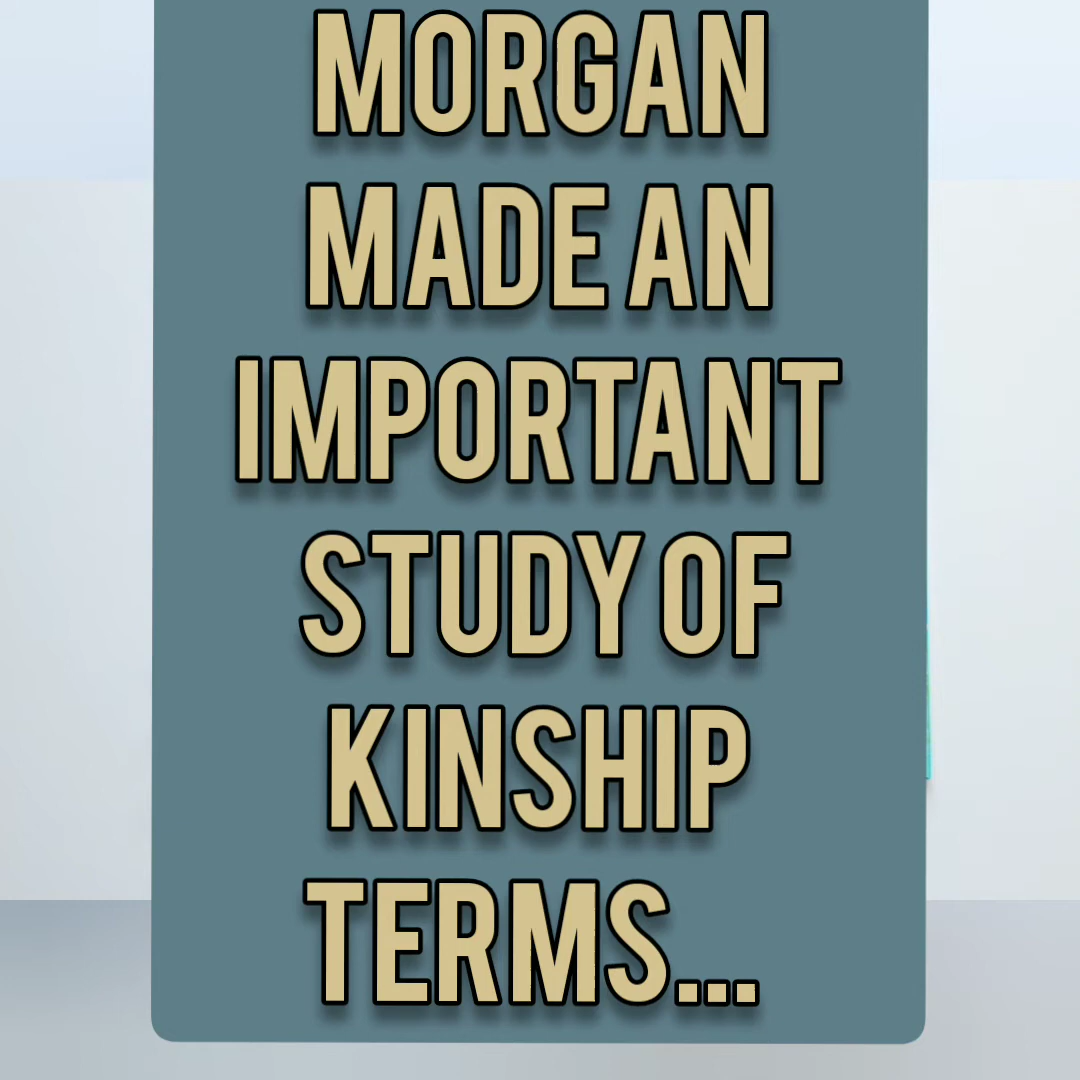 MORGAN
MADE AN
IMPORTANT
STUDY OF
KINSHIP
TERMS...